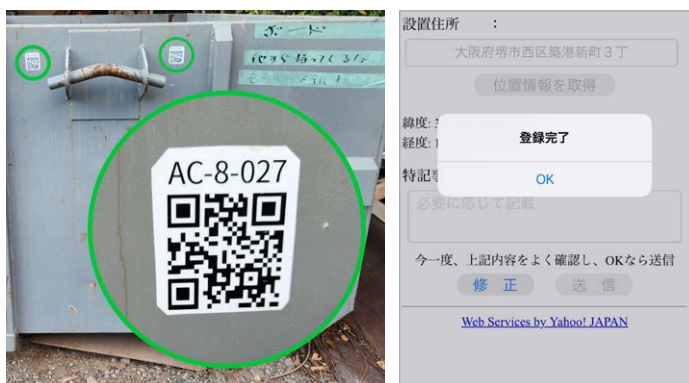 ボード
AC-8-027
設置住所　：
大阪府堺市西区築港新町３丁
位置情報を取得
緯度: 3
経度: 1
登録完了
OK
特記事
必要に応じて記載
今一度、上記内容をよく確認し、OKなら送信
修 正
送 信
Web Services by Yahoo! JAPAN